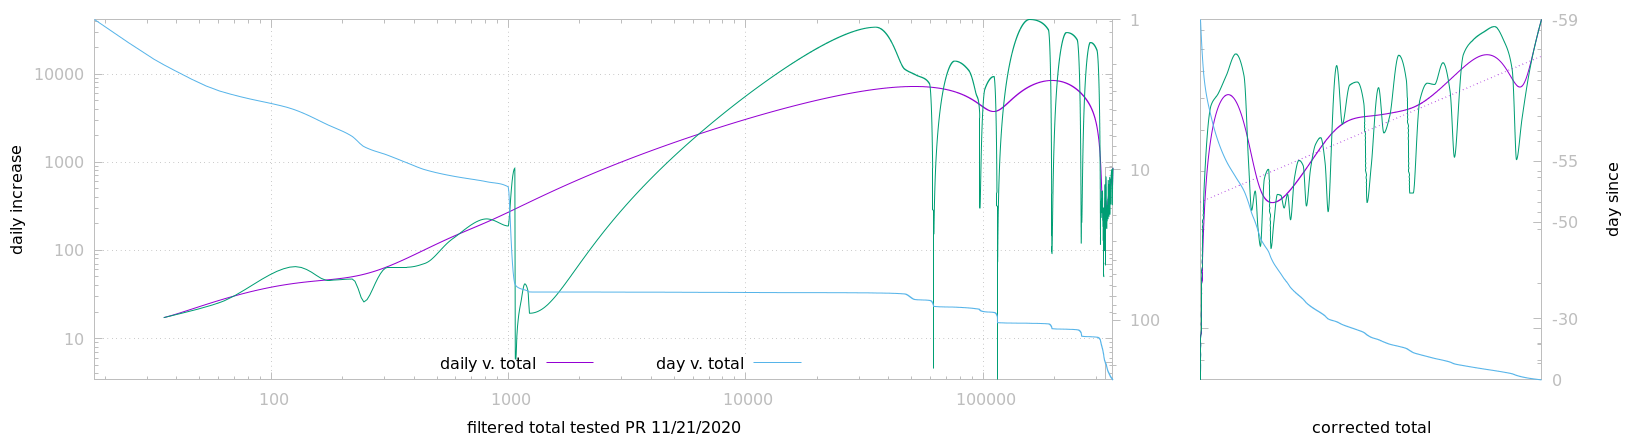 1
-59
10000
daily increase
1000
10
-55
day since
-50
100
100
-30
10
daily v. total
day v. total
0
100
1000
10000
100000
filtered total tested PR 11/21/2020
corrected total